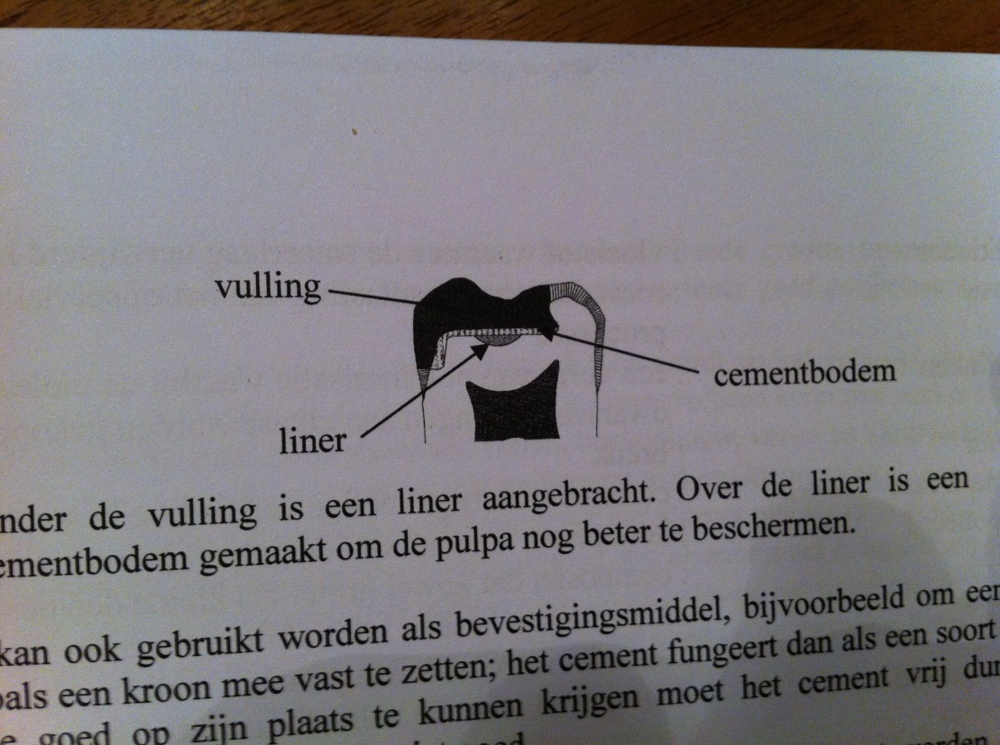 vulling
cementbodem
liner
nder de vulling is een liner aangebracht. Over de liner is een
ementbodem gemaakt om de pulpa nog beter te beschermen.
kan ook gebruikt worden als bevestigingsmiddel, bijvoorbeeld om een
oals een kroon mee vast te zetten; het cement fungeert dan als een soort
e goed op zijn plaats te kunnen krijgen moet het cement vrij dun